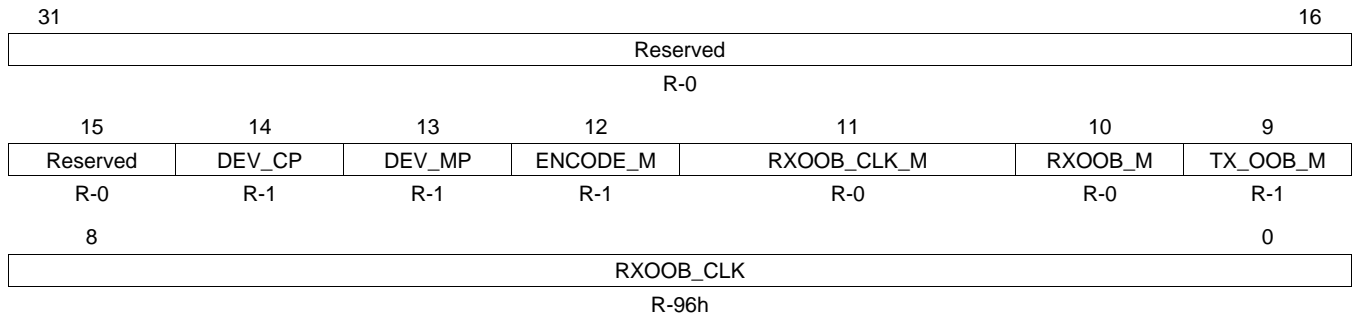 31 16
Reserved
R-0
15 14 13 12 11 10 9
Reserved DEV_CP DEV_MP ENCODE_M RXOOB_CLK_M RXOOB_M TX_OOB_M
R-0 R-1 R-1 R-1 R-0 R-0 R-1
8 0
RXOOB_CLK
R-96h